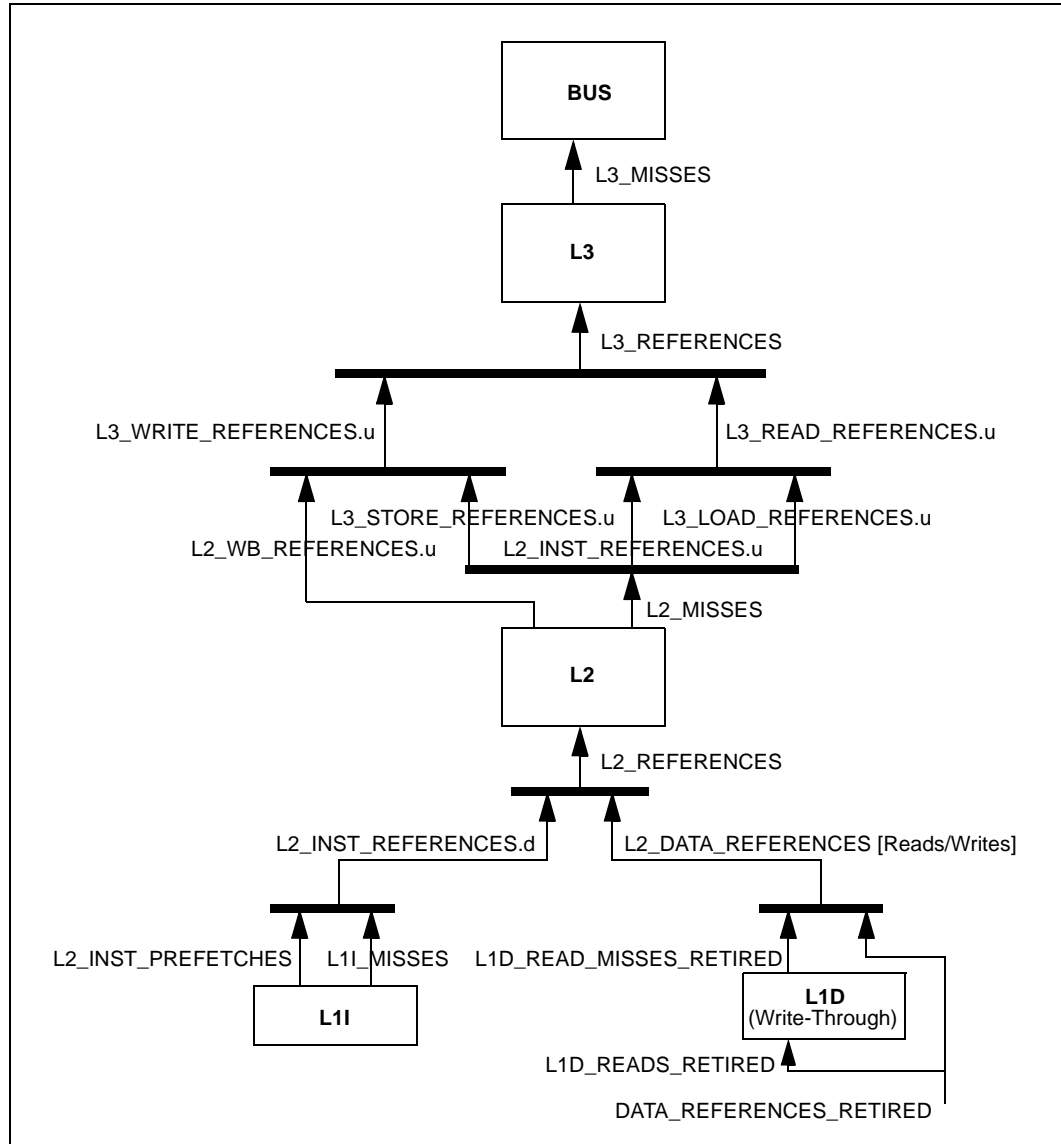 BUS
L3_MISSES
L3
L3_REFERENCES
L3_WRITE_REFERENCES.u
L3_READ_REFERENCES.u
L3_STORE_REFERENCES.u
L3_LOAD_REFERENCES.u
L2_WB_REFERENCES.u
L2_INST_REFERENCES.u
L2_MISSES
L2
L2_REFERENCES
L2_INST_REFERENCES.d
L2_DATA_REFERENCES [Reads/Writes]
L2_INST_PREFETCHES
L1I_MISSES
L1D_READ_MISSES_RETIRED
L1I
L1D
(Write-Through)
L1D_READS_RETIRED
DATA_REFERENCES_RETIRED